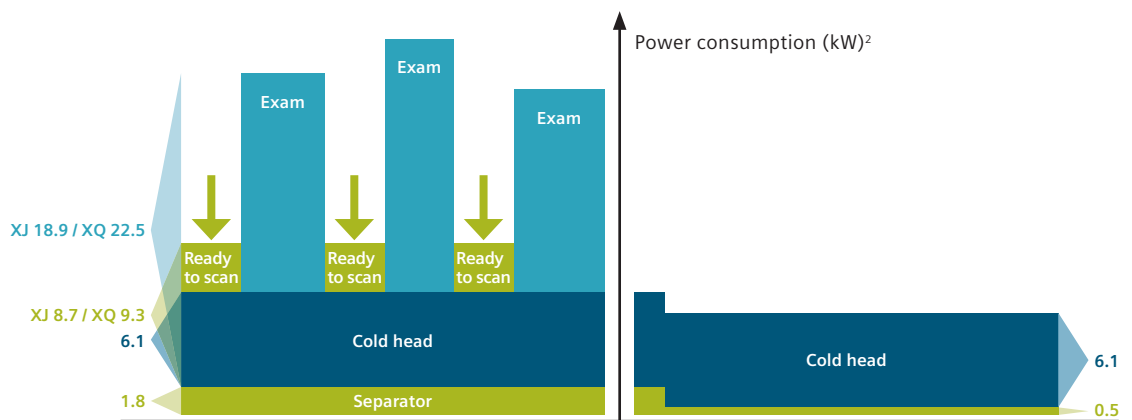 Power consumption (kW)²
Exam
Exam
Exam
XJ 18.9 / XQ 22.5
Ready
to scan
Ready
to scan
Ready
to scan
XJ 8.7 / XQ 9.3
6.1
Cold head
Cold head
6.1
1.8
Separator
0.5